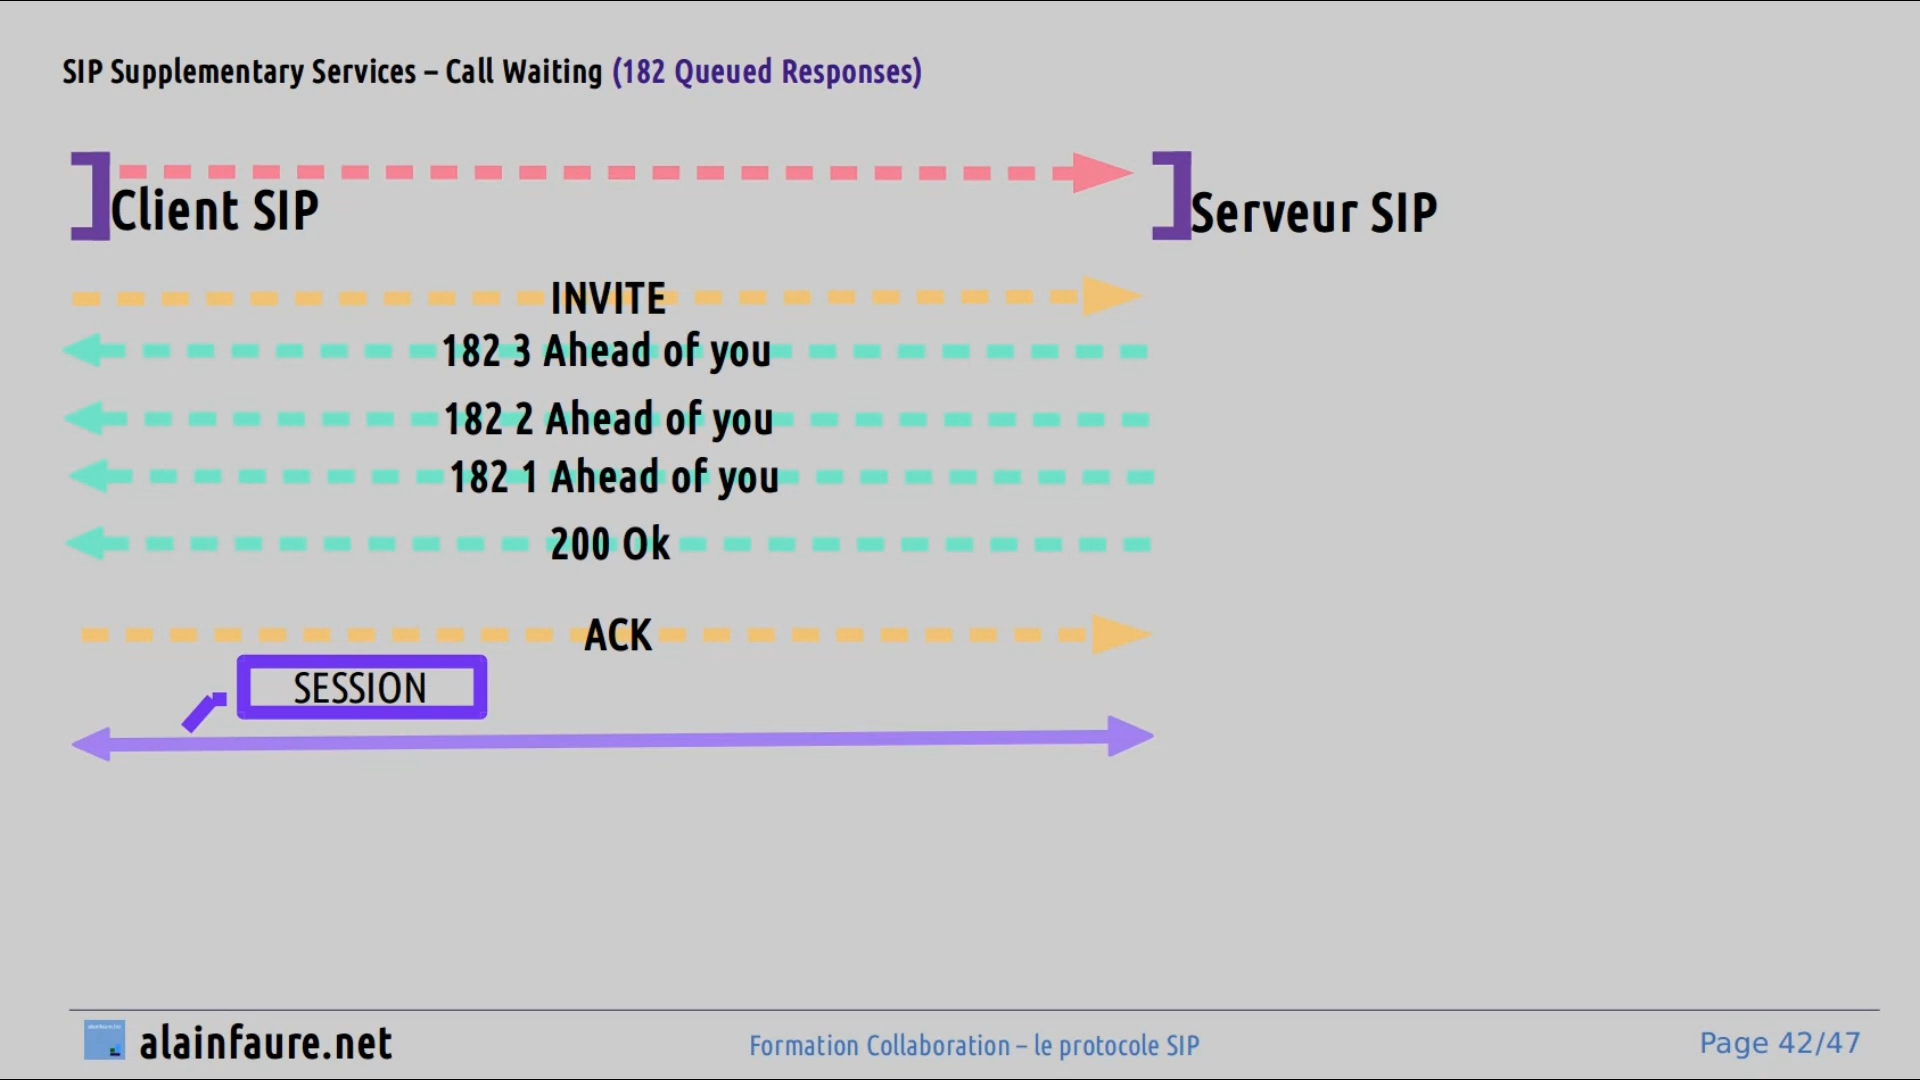 SIP Supplementary Services – Call Waiting (182 Queued Responses)
Client SIP
Serveur SIP
INVITE
182 3 Ahead of you
182 2 Ahead of you
182 1 Ahead of you
200 Ok
ACK
SESSION
alainfaure.net
Formation Collaboration – le protocole SIP
Page 42/47